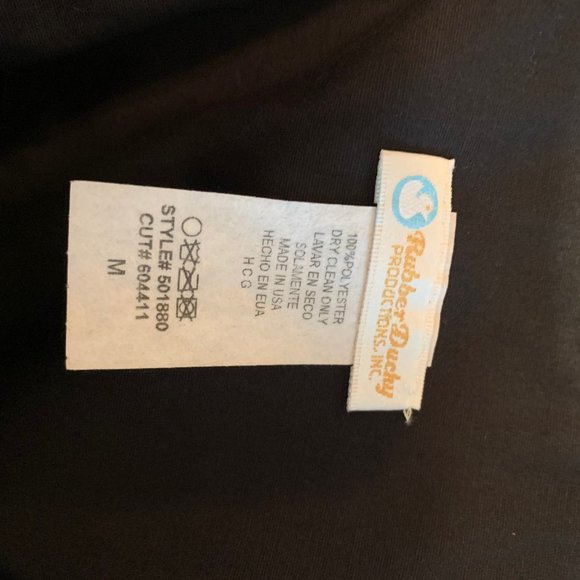 Rubber Ducky
PRODUCTIONS, INC.
100%POLYESTER
DRY CLEAN ONLY
LAVAR EN SECO
SOLAMENTE
MADE IN USA
HECHO EN EUA
H C G
STYLE# 501880
CUT# 604411
M